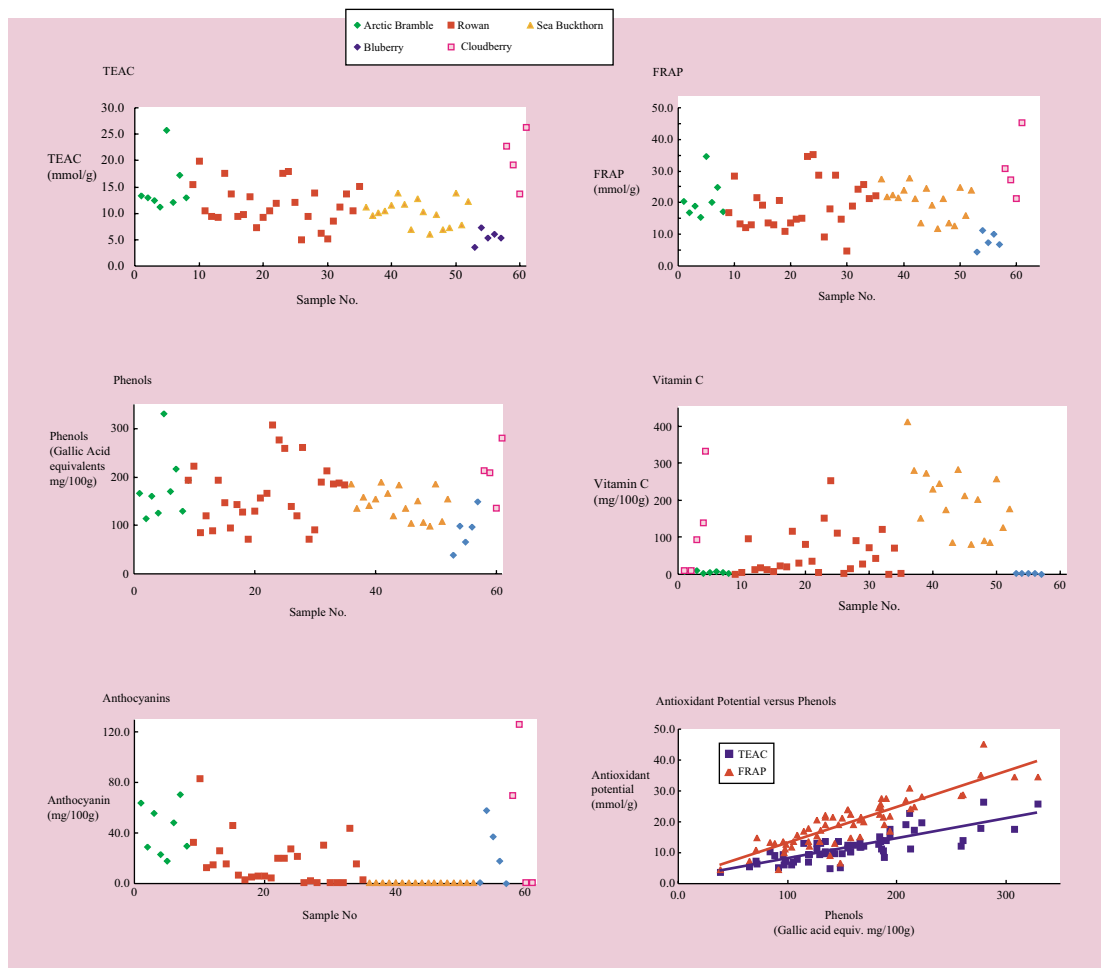 Arctic Bramble Rowan Sea Buckthorn
Bluberry Cloudberry
TEAC
TEAC
(mmol/g)
30.0
25.0
20.0
15.0
10.0
5.0
0.0
0 10 20 30 40 50 60
Sample No.
FRAP
FRAP
(mmol/g)
50.0
40.0
30.0
20.0
10.0
0.0
0 10 20 30 40 50 60
Sample No.
Phenols
Phenols
(Gallic Acid
equivalents
mg/100g)
300
200
100
0
0 20 40 60
Sample No.
Vitamin C
Vitamin C
(mg/100g)
400
300
200
100
0
0 10 20 30 40 50 60
Sample No.
Anthocyanins
Anthocyanin
(mg/100g)
120.0
80.0
40.0
0.0
0 20 40 60
Sample No
Antioxidant Potential versus Phenols
Antioxidant
potential
(mmol/g)
50.0
40.0
30.0
20.0
10.0
0.0
TEAC
FRAP
0.0 100 200 300
Phenols
(Gallic acid equiv. mg/100g)